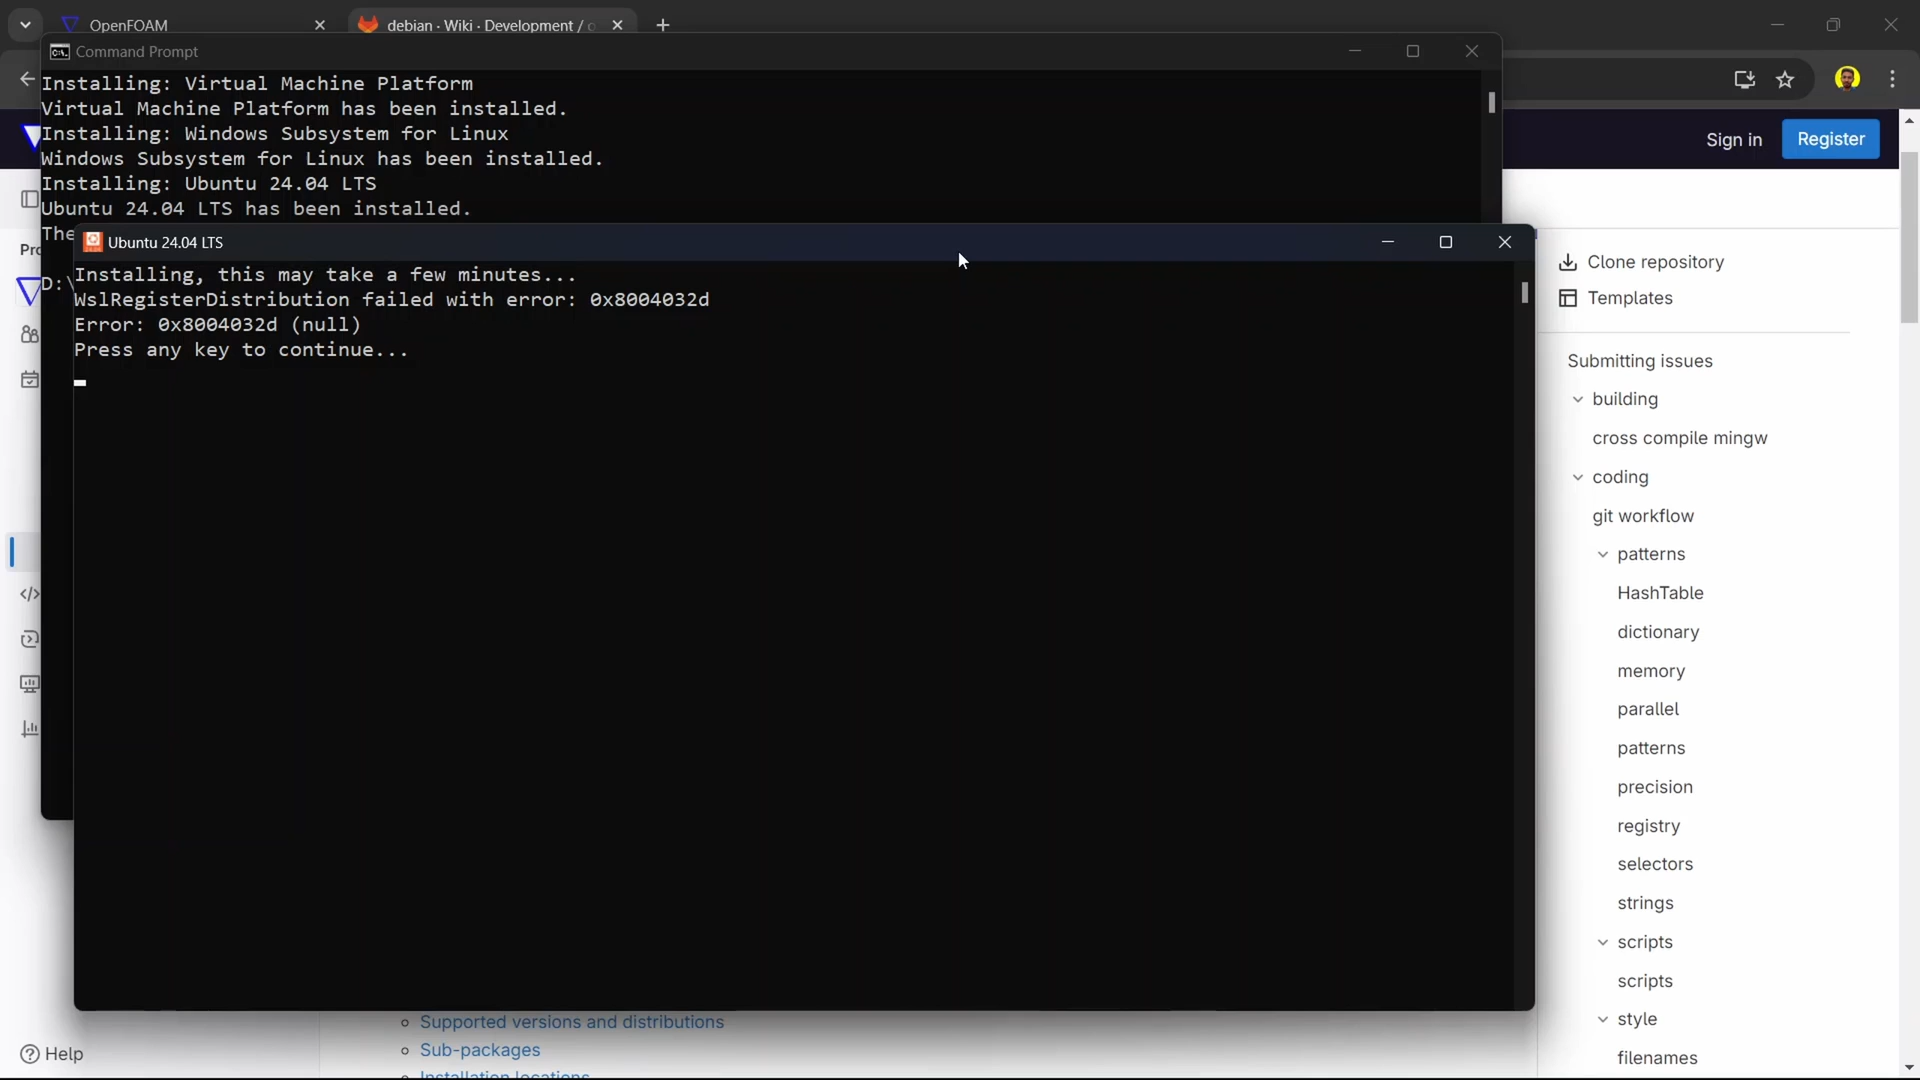 OpenFOAM
debian · Wiki · Development /
Command Prompt
Installing: Virtual Machine Platform
Virtual Machine Platform has been installed.
Installing: Windows Subsystem for Linux
Windows Subsystem for Linux has been installed.
Installing: Ubuntu 24.04 LTS
Ubuntu 24.04 LTS has been installed.
The
D:\
Sign in
Register
Ubuntu 24.04 LTS
Installing, this may take a few minutes...
WslRegisterDistribution failed with error: 0x8004032d
Error: 0x8004032d (null)
Press any key to continue...
Clone repository
Templates
Submitting issues
building
cross compile mingw
coding
git workflow
patterns
HashTable
dictionary
memory
parallel
patterns
precision
registry
selectors
strings
scripts
scripts
style
filenames
Supported versions and distributions
Sub-packages
Installation locations
Help